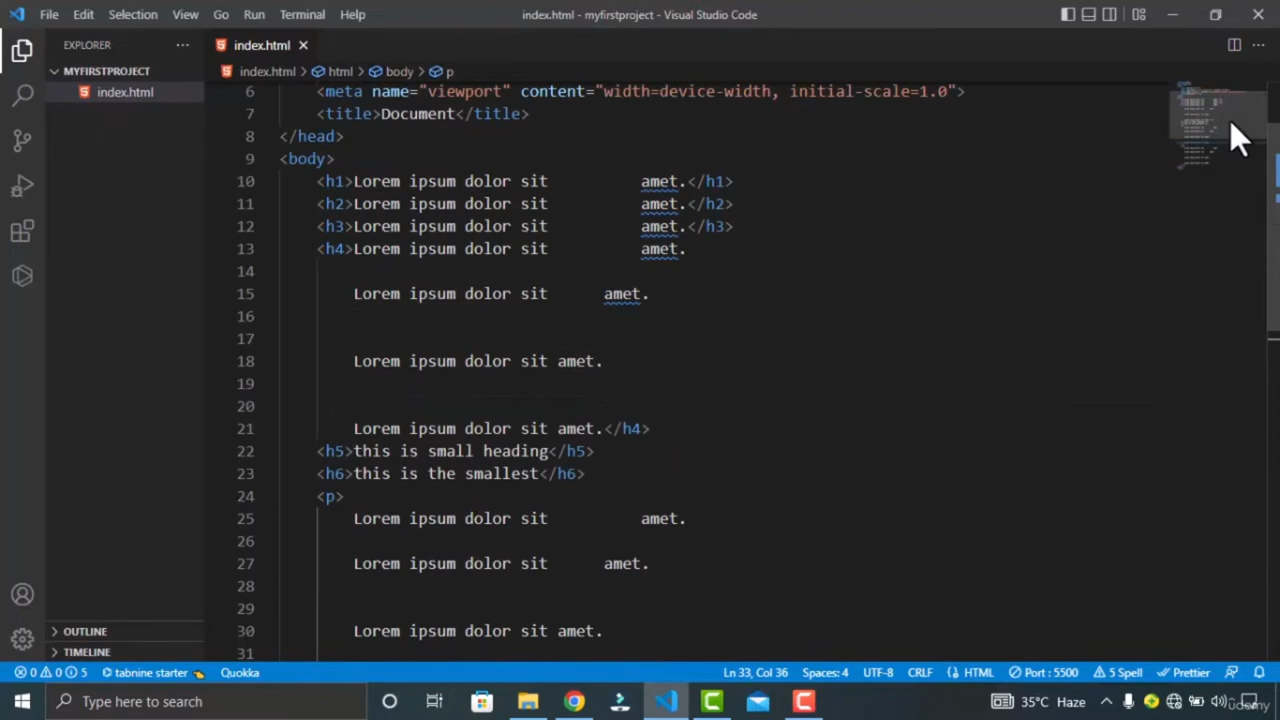 File Edit Selection View Go Run Terminal Help index.html - myfirstproject - Visual Studio Code
EXPLORER
index.html
MYFIRSTPROJECT
index.html > html > body > p
index.html
6 <meta name="viewport" content="width=device-width, initial-scale=1.0">
7 <title>Document</title>
8 </head>
9 <body>
10 <h1>Lorem ipsum dolor sit amet.</h1>
11 <h2>Lorem ipsum dolor sit amet.</h2>
12 <h3>Lorem ipsum dolor sit amet.</h3>
13 <h4>Lorem ipsum dolor sit amet.
14
15 Lorem ipsum dolor sit amet.
16
17
18 Lorem ipsum dolor sit amet.
19
20
21 Lorem ipsum dolor sit amet.</h4>
22 <h5>this is small heading</h5>
23 <h6>this is the smallest</h6>
24 <p>
25 Lorem ipsum dolor sit amet.
26
27 Lorem ipsum dolor sit amet.
28
29
30 Lorem ipsum dolor sit amet.
31
OUTLINE
TIMELINE
0 0 5 tabnine starter Quokka Ln 33, Col 36 Spaces: 4 UTF-8 CRLF HTML Port : 5500 5 Spell Prettier
Type here to search 35°C Haze
Udemy